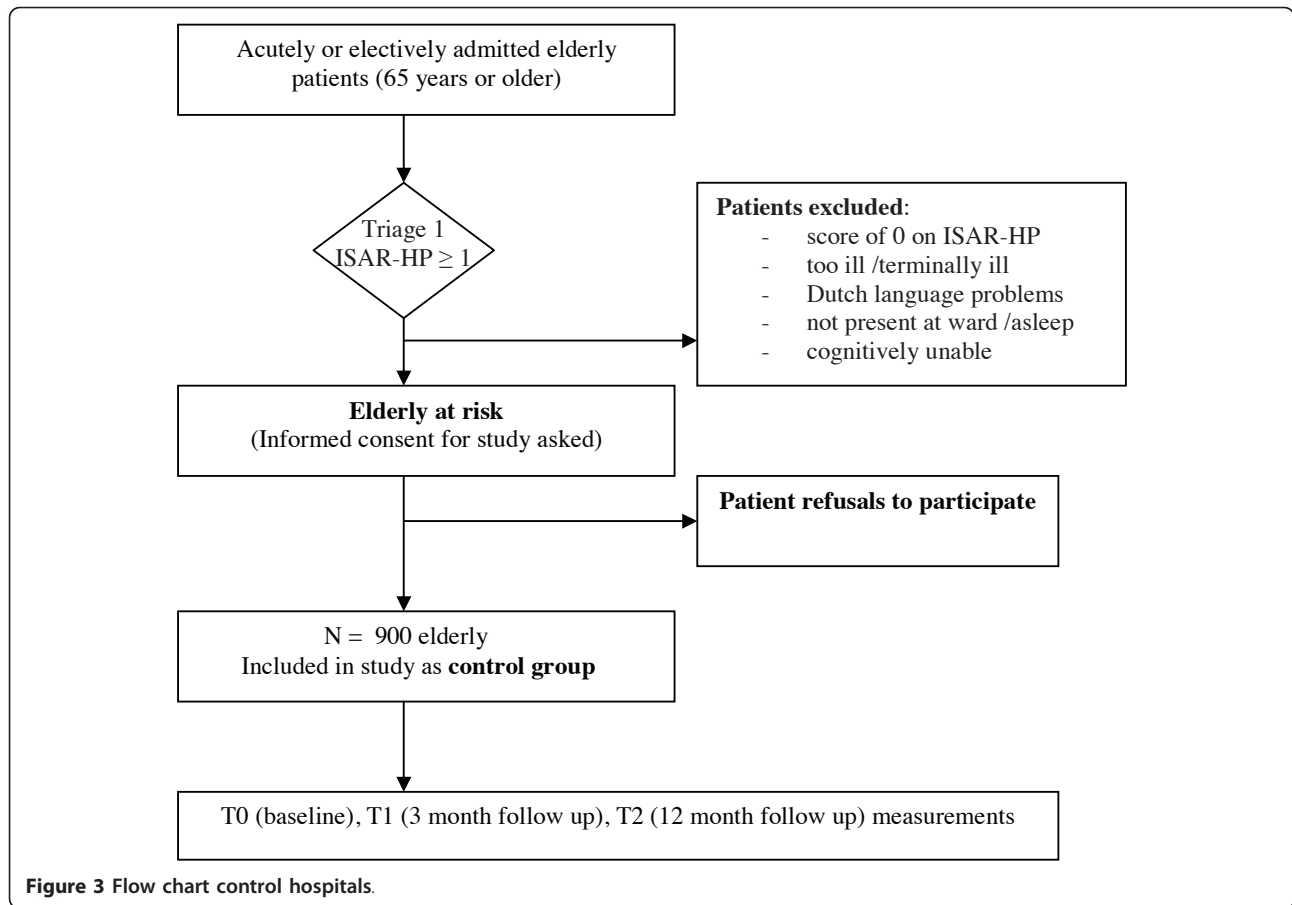 Acutely or electively admitted elderly
patients (65 years or older)
Triage 1
ISAR-HP ≥ 1
Patients excluded:
- score of 0 on ISAR-HP
- too ill /terminally ill
- Dutch language problems
- not present at ward /asleep
- cognitively unable
Elderly at risk
(Informed consent for study asked)
Patient refusals to participate
N = 900 elderly
Included in study as control group
T0 (baseline), T1 (3 month follow up), T2 (12 month follow up) measurements
Figure 3 Flow chart control hospitals.